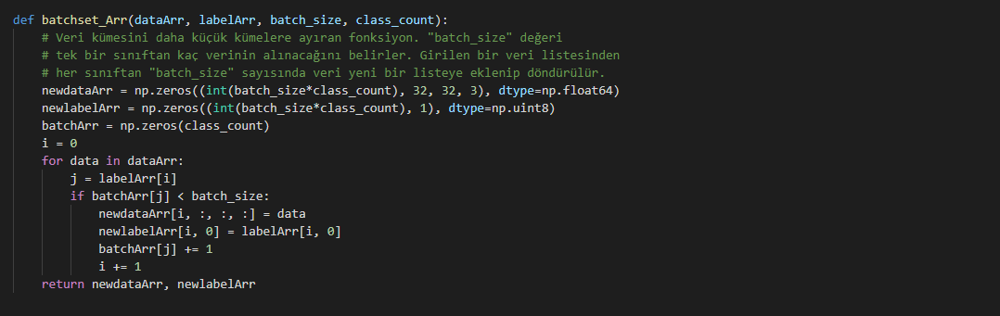 def batchset_Arr(dataArr, labelArr, batch_size, class_count):
    # Veri kümesini daha küçük kümelere ayıran fonksiyon. "batch_size" değeri
    # tek bir sınıftan kaç verinin alınacağını belirler. Girilen bir veri listesinden
    # her sınıftan "batch_size" sayısında veri yeni bir listeye eklenip döndürülür.
    newdataArr = np.zeros((int(batch_size*class_count), 32, 32, 3), dtype=np.float64)
    newlabelArr = np.zeros((int(batch_size*class_count), 1), dtype=np.uint8)
    batchArr = np.zeros(class_count)
    i = 0
    for data in dataArr:
        j = labelArr[i]
        if batchArr[j] < batch_size:
            newdataArr[i, :, :, :] = data
            newlabelArr[i, 0] = labelArr[i, 0]
            batchArr[j] += 1
            i += 1
    return newdataArr, newlabelArr